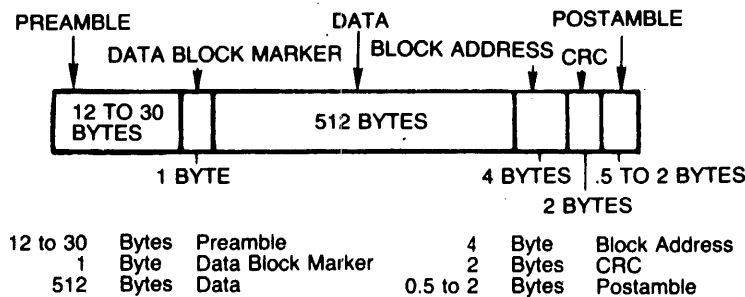 PREAMBLE DATA POSTAMBLE
DATA BLOCK MARKER BLOCK ADDRESS CRC
12 TO 30
BYTES
512 BYTES
1 BYTE 4 BYTES .5 TO 2 BYTES
2 BYTES
12 to 30 Bytes Preamble 4 Byte Block Address
1 Byte Data Block Marker 2 Bytes CRC
512 Bytes Data 0.5 to 2 Bytes Postamble